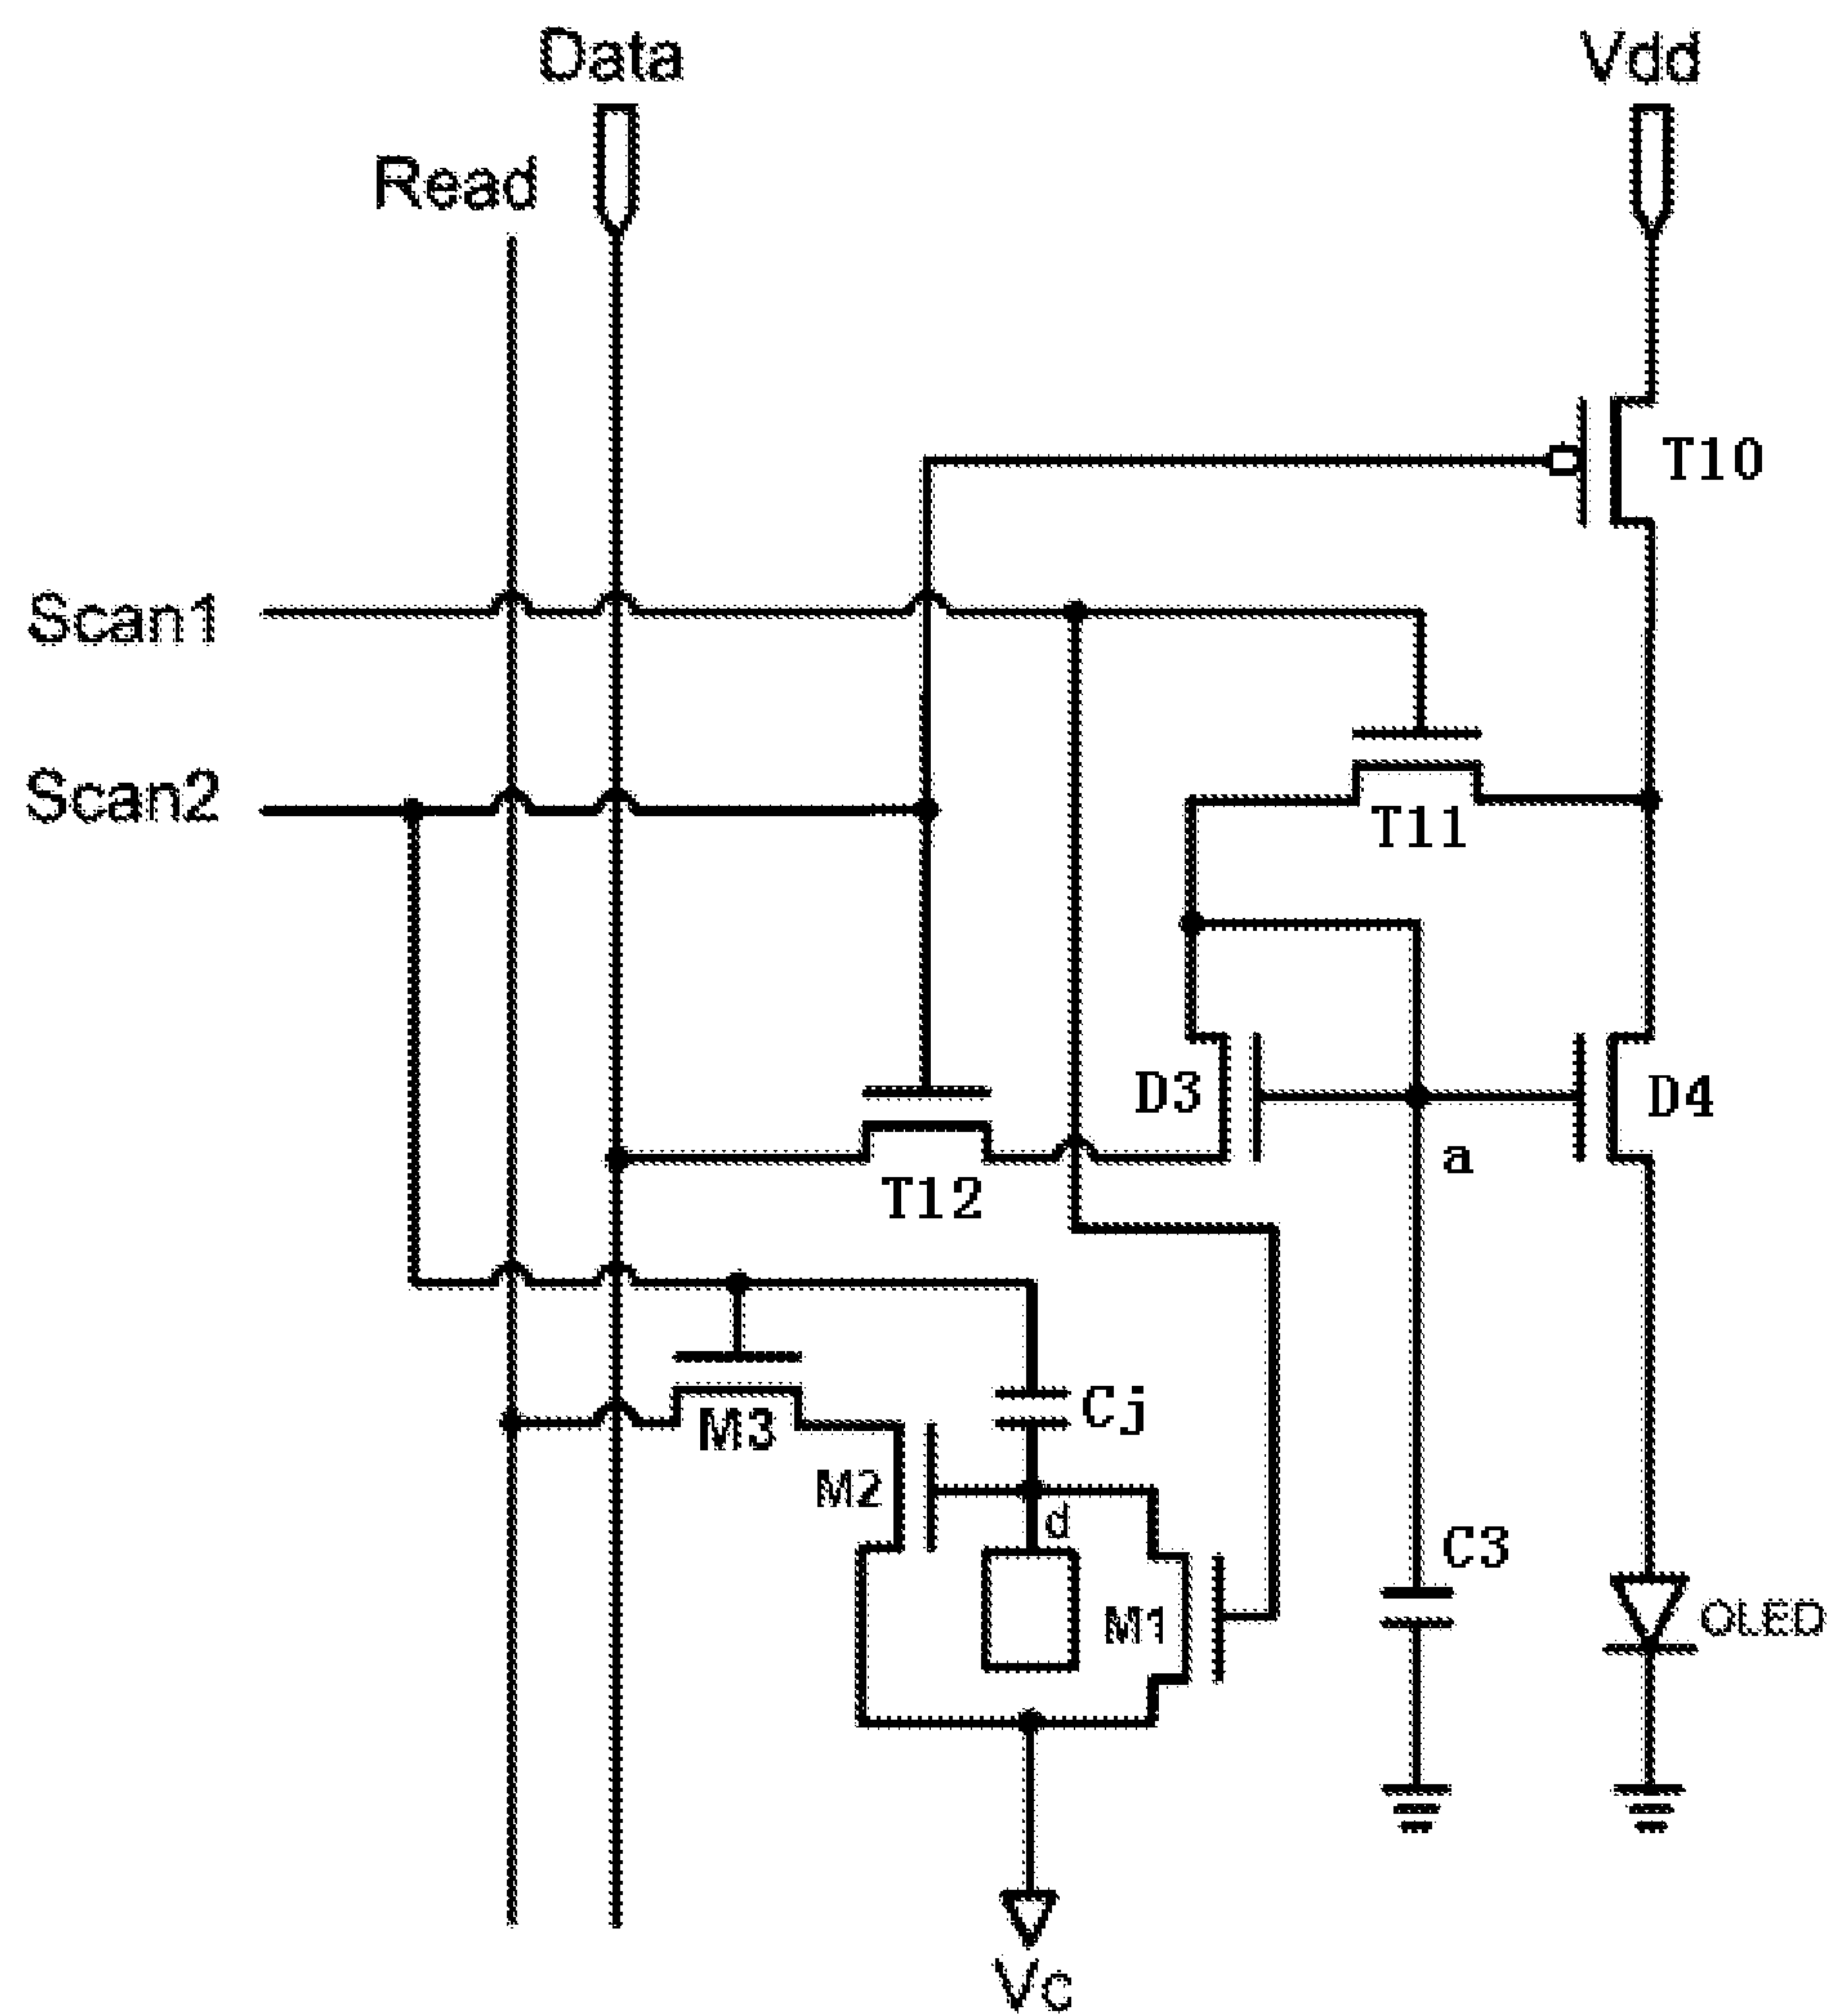 Data
Vdd
Read
T10
Scan1
Scan2
T11
D3
D4
a
T12
Cj
M3
M2
d
C3
M1
OLED
Vc